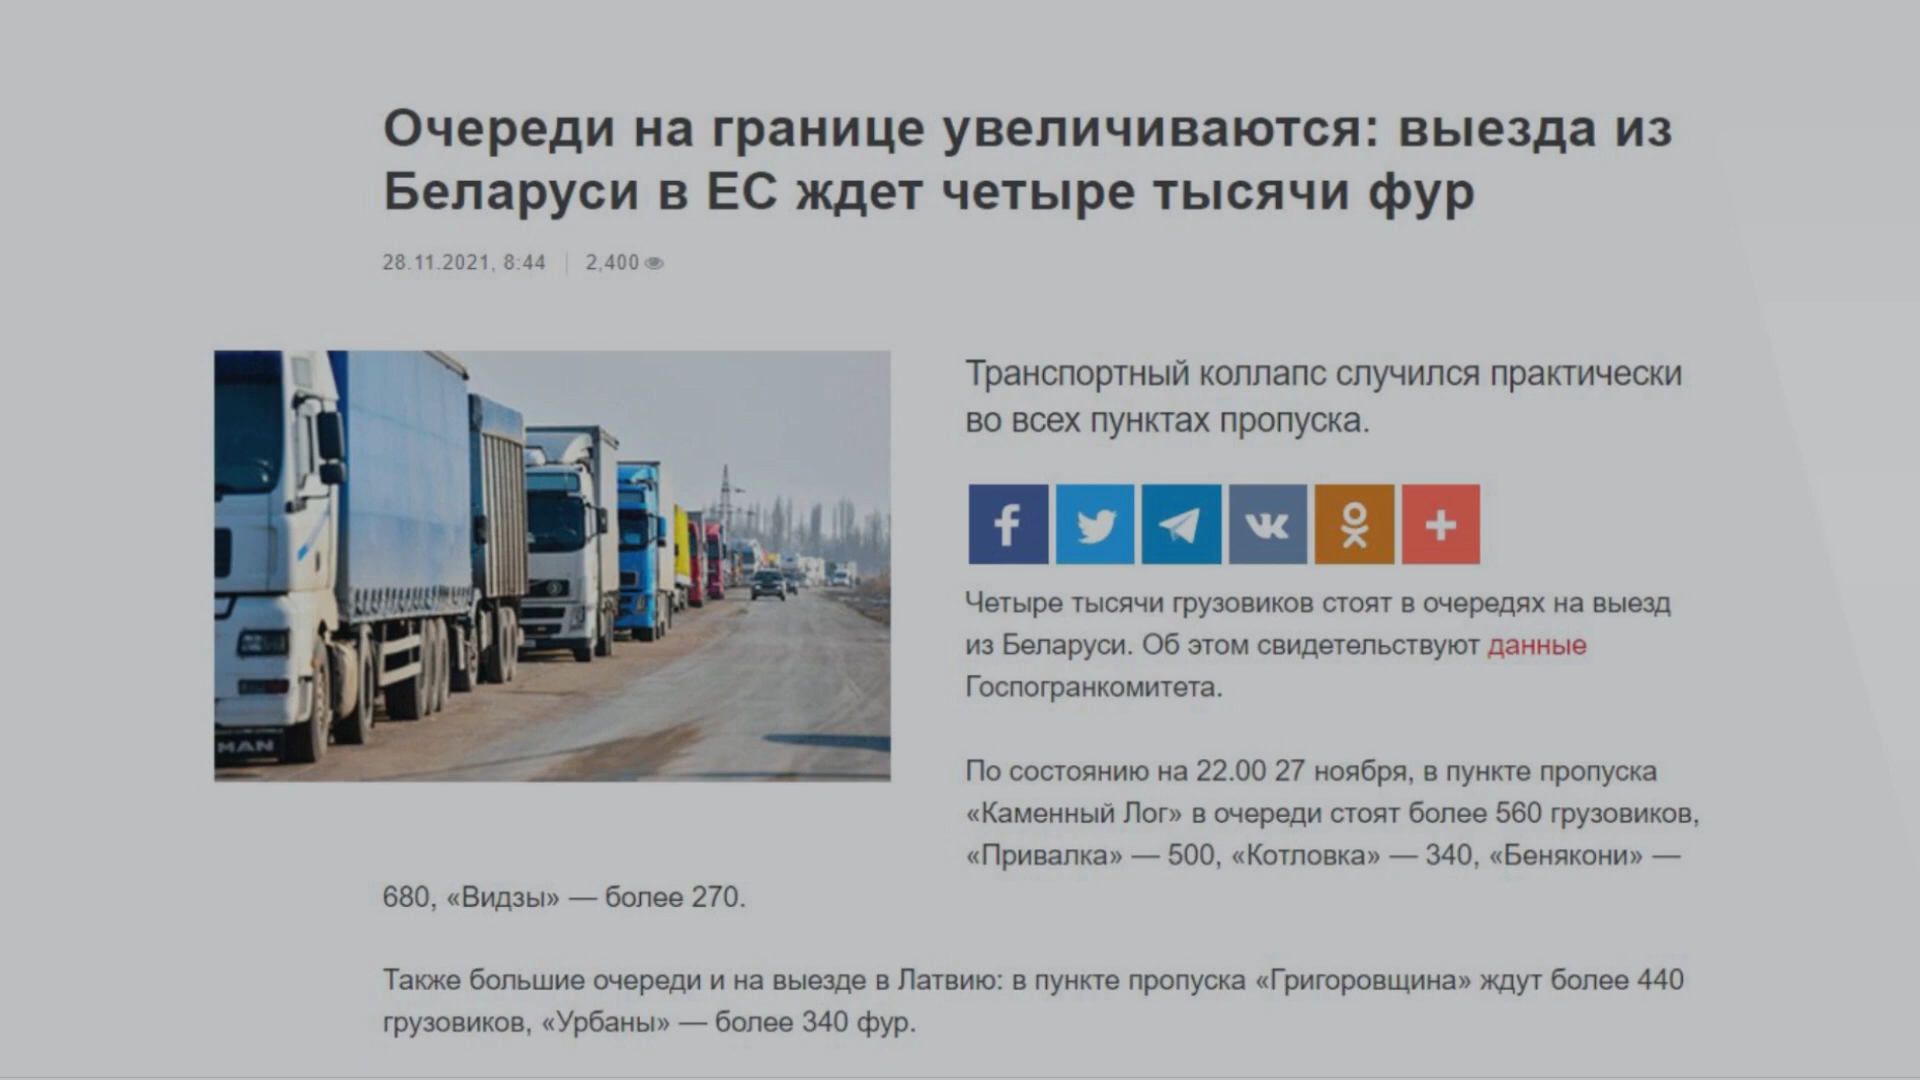 Очереди на границе увеличиваются: выезда из
Беларуси в ЕС ждет четыре тысячи фур
28.11.2021, 8:44 2,400
Транспортный коллапс случился практически
во всех пунктах пропуска.
Четыре тысячи грузовиков стоят в очередях на выезд
из Беларуси. Об этом свидетельствуют данные
Госпогранкомитета.
По состоянию на 22.00 27 ноября, в пункте пропуска
«Каменный Лог» в очереди стоят более 560 грузовиков,
«Привалка» — 500, «Котловка» — 340, «Бенякони» —
680, «Видзы» — более 270.
Также большие очереди и на выезде в Латвию: в пункте пропуска «Григоровщина» ждут более 440
грузовиков, «Урбаны» — более 340 фур.
MAN